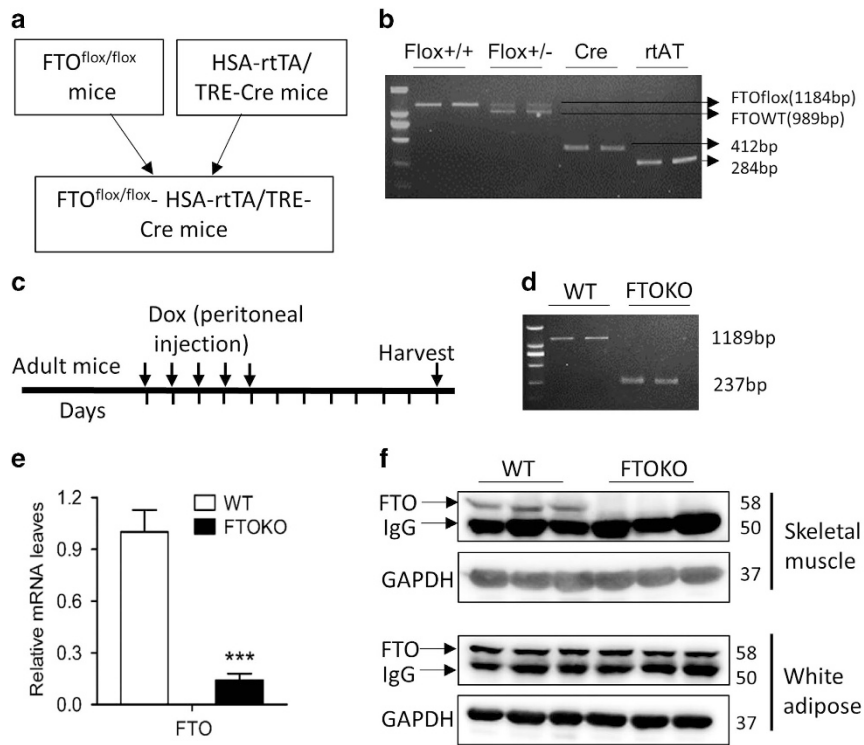 a
FTOflox/flox
mice
HSA-rtTA/
TRE-Cre mice
FTOflox/flox- HSA-rtTA/TRE-
Cre mice
b
Flox+/+ Flox+/- Cre rtAT
FTOflox(1184bp)
FTOWT(989bp)
412bp
284bp
c
Dox (peritoneal
injection)
Adult mice
Harvest
Days
d
WT FTOKO
1189bp
237bp
e
Relative mRNA leaves
1.2
0.9
0.6
0.3
0.0
WT
FTOKO
***
FTO
f
WT FTOKO
FTO 58
IgG 50
GAPDH 37
Skeletal
muscle
FTO 58
IgG 50
GAPDH 37
White
adipose